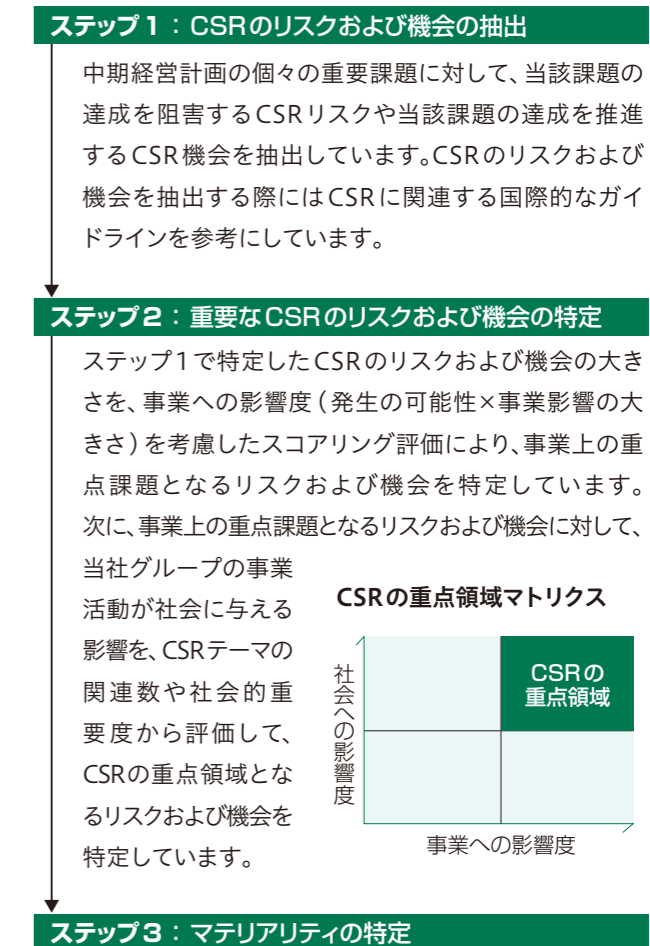 ステップ1：CSRのリスクおよび機会の抽出
中期経営計画の個々の重要課題に対して、当該課題の
達成を阻害するCSRリスクや当該課題の達成を推進
するCSR機会を抽出しています。CSRのリスクおよび
機会を抽出する際にはCSRに関連する国際的なガイ
ドラインを参考にしています。
ステップ2：重要なCSRのリスクおよび機会の特定
ステップ1で特定したCSRのリスクおよび機会の大き
さを、事業への影響度（発生の可能性×事業影響の大
きさ）を考慮したスコアリング評価により、事業上の重
点課題となるリスクおよび機会を特定しています。
次に、事業上の重点課題となるリスクおよび機会に対して、
当社グループの事業
活動が社会に与える
影響を、CSRテーマの
関連数や社会的重
要度から評価して、
CSRの重点領域とな
るリスクおよび機会を
特定しています。
CSRの重点領域マトリクス
社会への影響度
CSRの
重点領域
事業への影響度
ステップ3：マテリアリティの特定